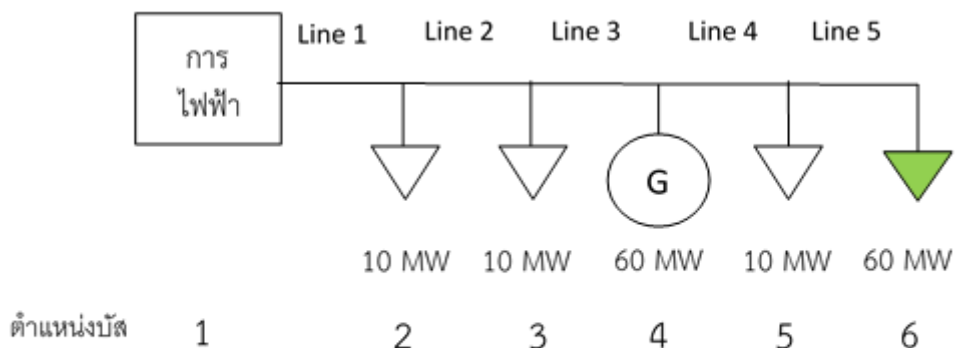 Line 1 Line 2 Line 3 Line 4 Line 5
การ
ไฟฟ้า
G
10 MW 10 MW 60 MW 10 MW 60 MW
ตำแหน่งบัส 1 2 3 4 5 6